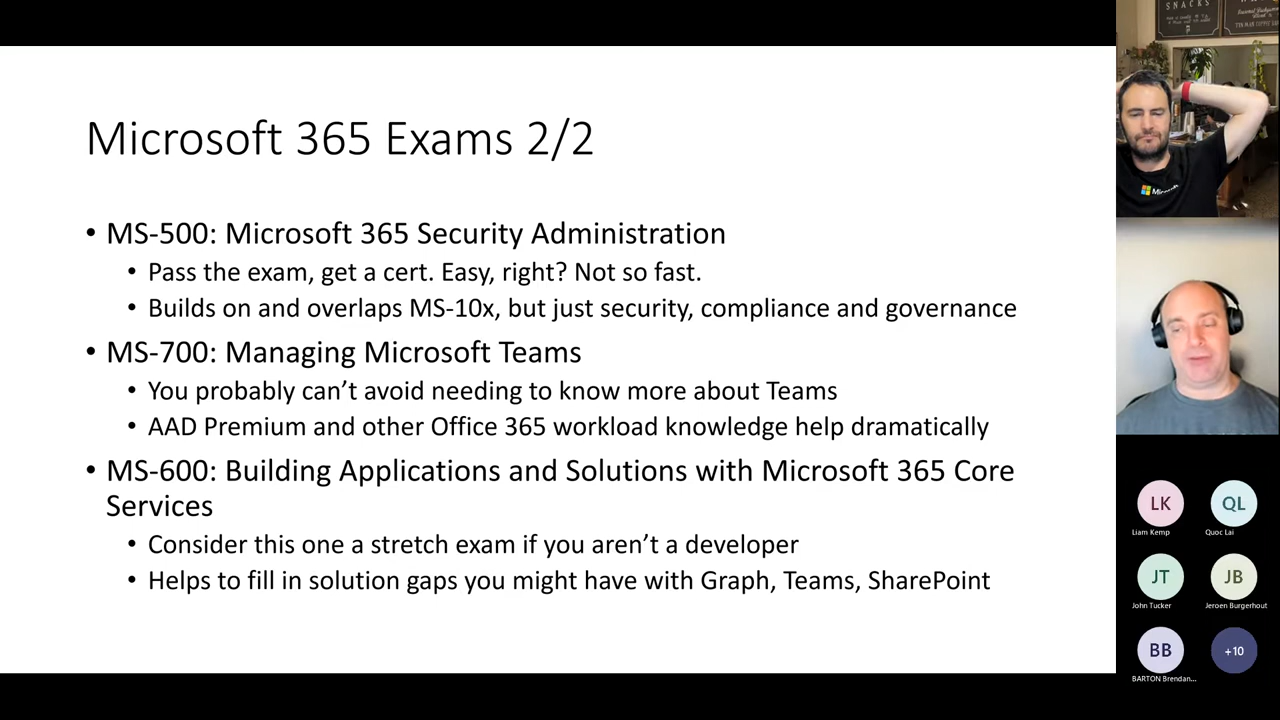 Microsoft 365 Exams 2/2
• MS-500: Microsoft 365 Security Administration
• Pass the exam, get a cert. Easy, right? Not so fast.
• Builds on and overlaps MS-10x, but just security, compliance and governance
• MS-700: Managing Microsoft Teams
• You probably can’t avoid needing to know more about Teams
• AAD Premium and other Office 365 workload knowledge help dramatically
• MS-600: Building Applications and Solutions with Microsoft 365 Core
Services
• Consider this one a stretch exam if you aren’t a developer
• Helps to fill in solution gaps you might have with Graph, Teams, SharePoint
SNACKS
LK
Liam Kemp
QL
Quoc Lai
JT
John Tucker
JB
Jeroen Burgerhout
BB
BARTON Brendan...
+10